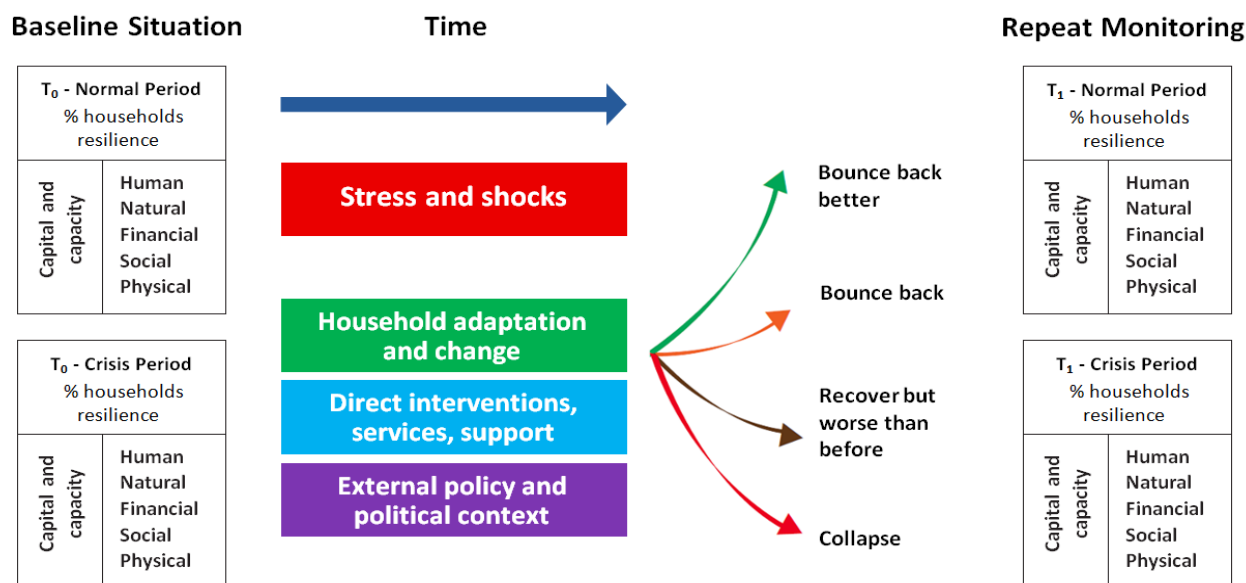 Baseline Situation
T₀ - Normal Period
% households
resilience
Capital and
capacity
Human
Natural
Financial
Social
Physical
T₀ - Crisis Period
% households
resilience
Capital and
capacity
Human
Natural
Financial
Social
Physical
Time
Stress and shocks
Household adaptation
and change
Direct interventions,
services, support
External policy and
political context
Bounce back
better
Bounce back
Recover but
worse than
before
Collapse
Repeat Monitoring
T₁ - Normal Period
% households
resilience
Capital and
capacity
Human
Natural
Financial
Social
Physical
T₁ - Crisis Period
% households
resilience
Capital and
capacity
Human
Natural
Financial
Social
Physical